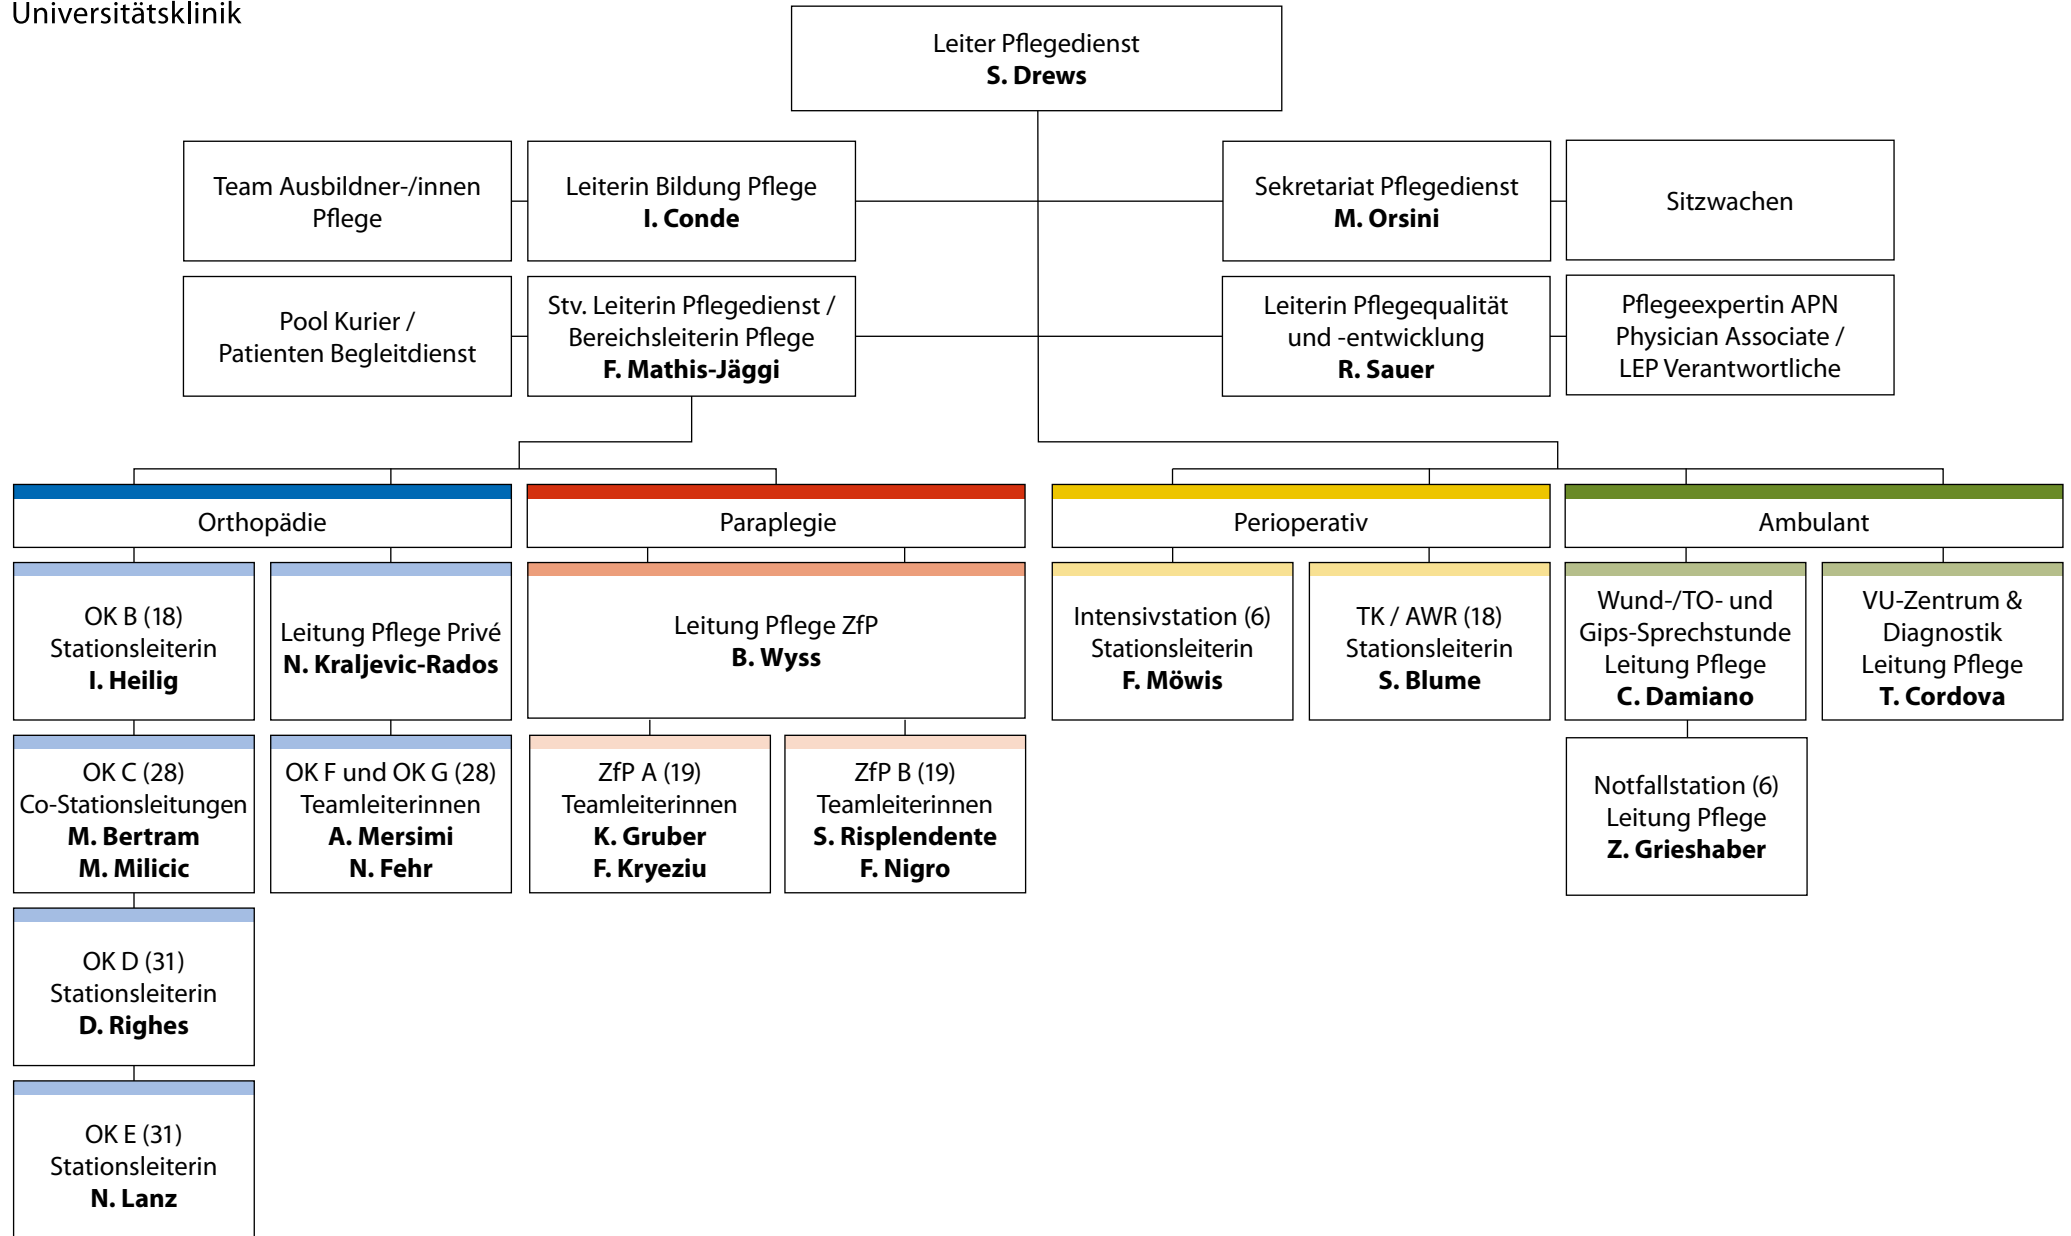 Universitätsklinik
Leiter Pflegedienst
S. Drews
Team Ausbildner-/innen
Pflege
Leiterin Bildung Pflege
I. Conde
Sekretariat Pflegedienst
M. Orsini
Sitzwachen
Pool Kurier /
Patienten Begleitdienst
Stv. Leiterin Pflegedienst /
Bereichsleiterin Pflege
F. Mathis-Jäggi
Leiterin Pflegequalität
und -entwicklung
R. Sauer
Pflegeexpertin APN
Physician Associate /
LEP Verantwortliche
Orthopädie
Paraplegie
Perioperativ
Ambulant
OK B (18)
Stationsleiterin
I. Heilig
Leitung Pflege Privé
N. Kraljevic-Rados
Leitung Pflege ZfP
B. Wyss
Intensivstation (6)
Stationsleiterin
F. Möwis
TK / AWR (18)
Stationsleiterin
S. Blume
Wund-/TO- und
Gips-Sprechstunde
Leitung Pflege
C. Damiano
VU-Zentrum &
Diagnostik
Leitung Pflege
T. Cordova
OK C (28)
Co-Stationsleitungen
M. Bertram
M. Milicic
OK F und OK G (28)
Teamleiterinnen
A. Mersimi
N. Fehr
ZfP A (19)
Teamleiterinnen
K. Gruber
F. Kryeziu
ZfP B (19)
Teamleiterinnen
S. Risplendente
F. Nigro
Notfallstation (6)
Leitung Pflege
Z. Grieshaber
OK D (31)
Stationsleiterin
D. Righes
OK E (31)
Stationsleiterin
N. Lanz